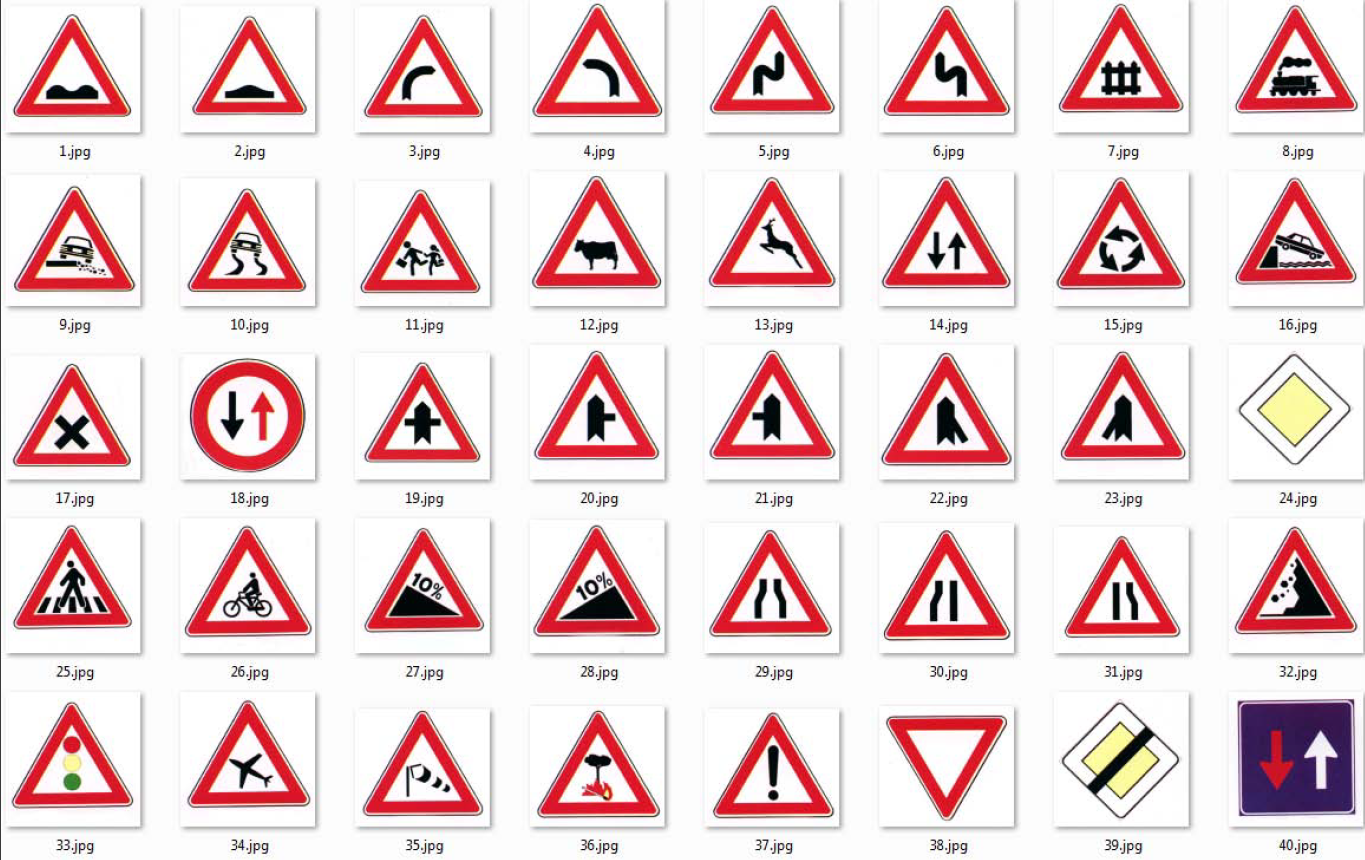 1.jpg 2.jpg 3.jpg 4.jpg 5.jpg 6.jpg 7.jpg 8.jpg
9.jpg 10.jpg 11.jpg 12.jpg 13.jpg 14.jpg 15.jpg 16.jpg
17.jpg 18.jpg 19.jpg 20.jpg 21.jpg 22.jpg 23.jpg 24.jpg
10% 10%
25.jpg 26.jpg 27.jpg 28.jpg 29.jpg 30.jpg 31.jpg 32.jpg
33.jpg 34.jpg 35.jpg 36.jpg 37.jpg 38.jpg 39.jpg 40.jpg